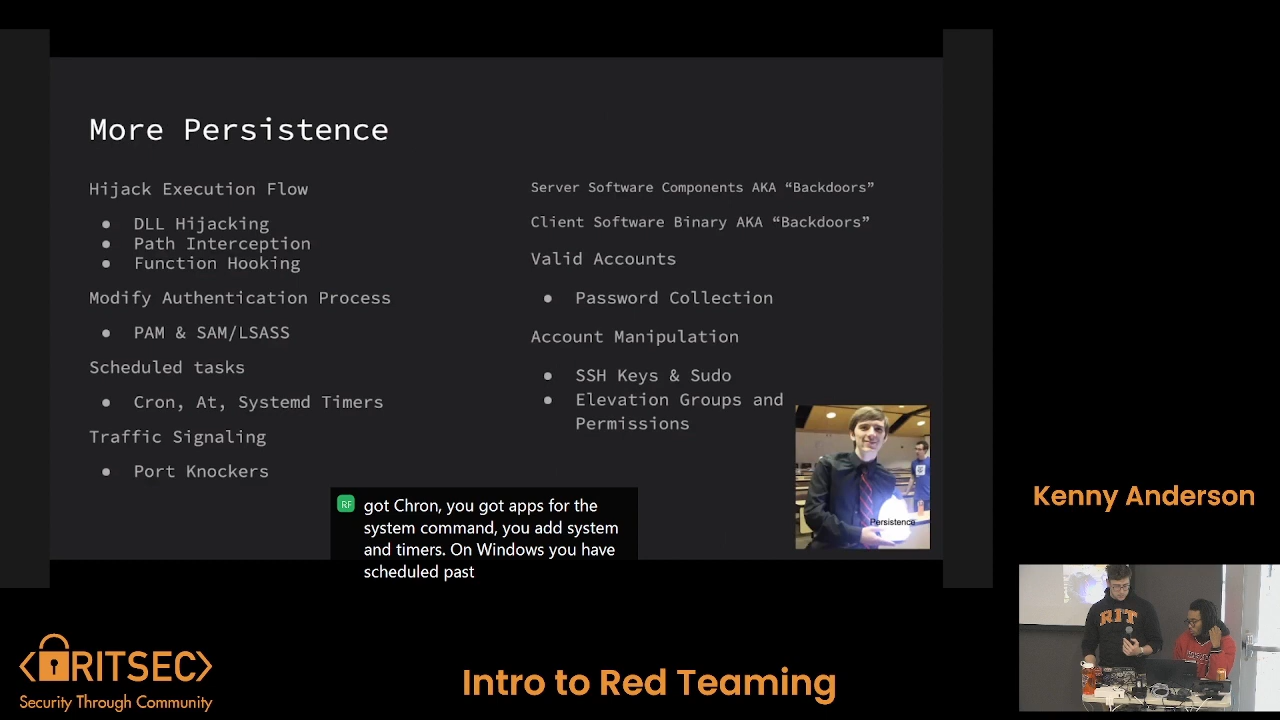 More Persistence
Hijack Execution Flow
● DLL Hijacking
● Path Interception
● Function Hooking
Modify Authentication Process
● PAM & SAM/LSASS
Scheduled tasks
● Cron, At, Systemd Timers
Traffic Signaling
● Port Knockers
Server Software Components AKA “Backdoors”
Client Software Binary AKA “Backdoors”
Valid Accounts
● Password Collection
Account Manipulation
● SSH Keys & Sudo
● Elevation Groups and
Permissions
Persistence
RF
got Chron, you got apps for the
system command, you add system
and timers. On Windows you have
scheduled past
Kenny Anderson
RIT
RITSEC
Security Through Community
Intro to Red Teaming